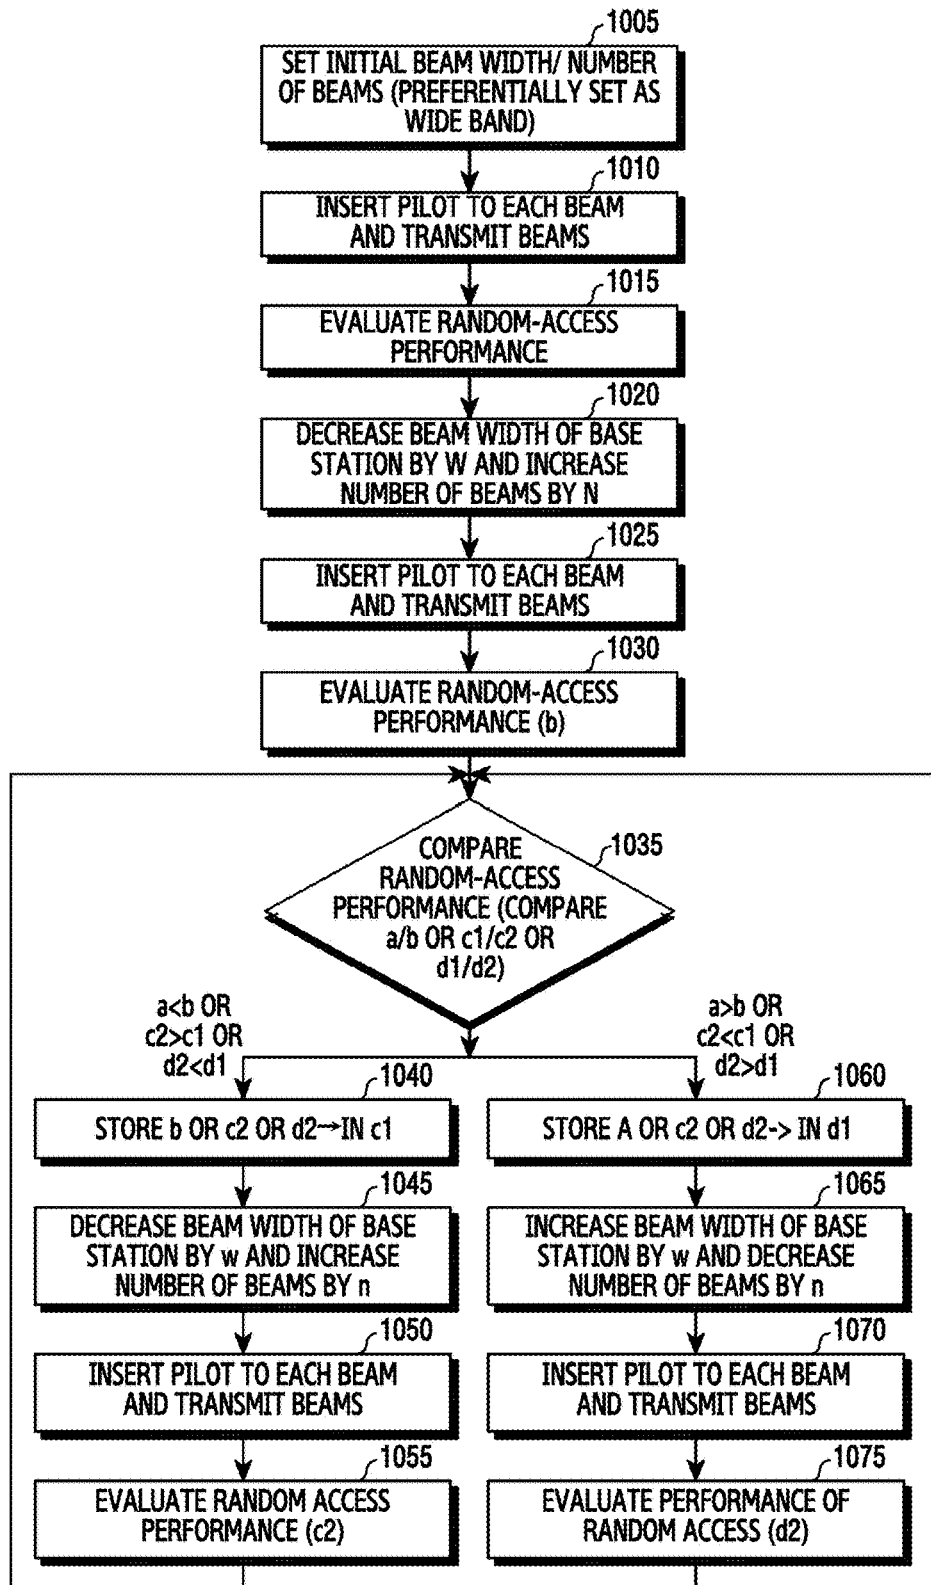 1005
SET INITIAL BEAM WIDTH/ NUMBER
OF BEAMS (PREFERENTIALLY SET AS
WIDE BAND)
1010
INSERT PILOT TO EACH BEAM
AND TRANSMIT BEAMS
1015
EVALUATE RANDOM-ACCESS
PERFORMANCE
1020
DECREASE BEAM WIDTH OF BASE
STATION BY W AND INCREASE
NUMBER OF BEAMS BY N
1025
INSERT PILOT TO EACH BEAM
AND TRANSMIT BEAMS
1030
EVALUATE RANDOM-ACCESS
PERFORMANCE (b)
1035
COMPARE
RANDOM-ACCESS
PERFORMANCE (COMPARE
a/b OR c1/c2 OR
d1/d2)
a<b OR
c2>c1 OR
d2<d1
1040
STORE b OR c2 OR d2→IN c1
1045
DECREASE BEAM WIDTH OF BASE
STATION BY w AND INCREASE
NUMBER OF BEAMS BY n
1050
INSERT PILOT TO EACH BEAM
AND TRANSMIT BEAMS
1055
EVALUATE RANDOM ACCESS
PERFORMANCE (c2)
a>b OR
c2<c1 OR
d2>d1
1060
STORE A OR c2 OR d2-> IN d1
1065
INCREASE BEAM WIDTH OF BASE
STATION BY w AND DECREASE
NUMBER OF BEAMS BY n
1070
INSERT PILOT TO EACH BEAM
AND TRANSMIT BEAMS
1075
EVALUATE PERFORMANCE OF
RANDOM ACCESS (d2)